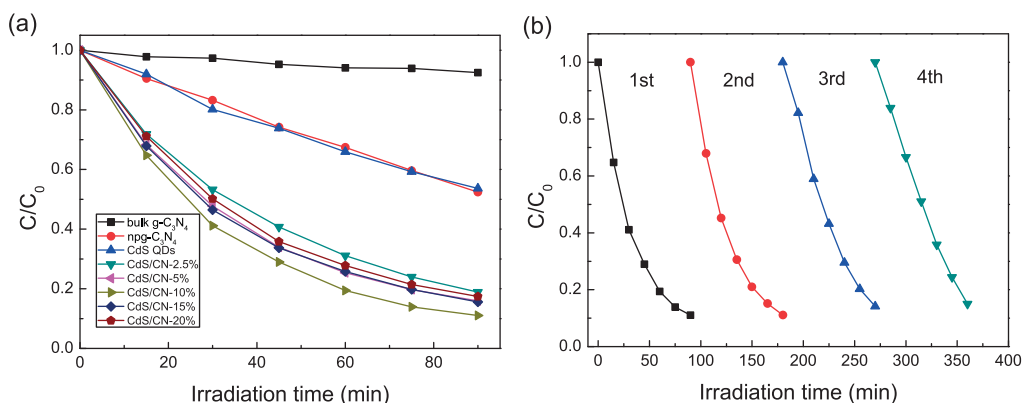 (a)
1.0
0.8
0.6
0.4
0.2
0.0
C/C₀
bulk g-C₃N₄
npg-C₃N₄
CdS QDs
CdS/CN-2.5%
CdS/CN-5%
CdS/CN-10%
CdS/CN-15%
CdS/CN-20%
0 20 40 60 80
Irradiation time (min)
(b)
1st 2nd 3rd 4th
1.0
0.8
0.6
0.4
0.2
0.0
C/C₀
0 50 100 150 200 250 300 350 400
Irradiation time (min)